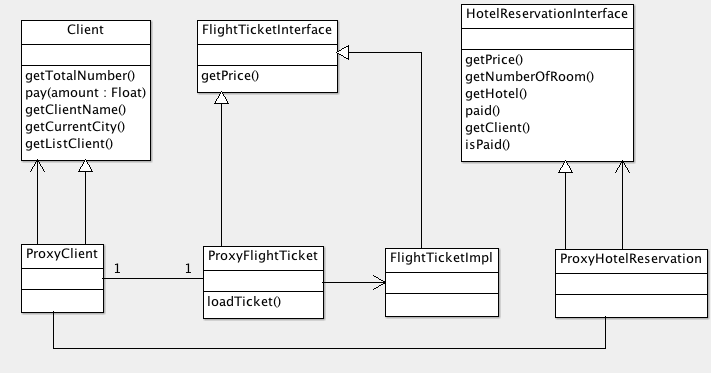 Client
getTotalNumber()
pay(amount : Float)
getClientName()
getCurrentCity()
getListClient()
FlightTicketInterface
getPrice()
HotelReservationInterface
getPrice()
getNumberOfRoom()
getHotel()
paid()
getClient()
isPaid()
ProxyClient
1
1
ProxyFlightTicket
loadTicket()
FlightTicketImpl
ProxyHotelReservation